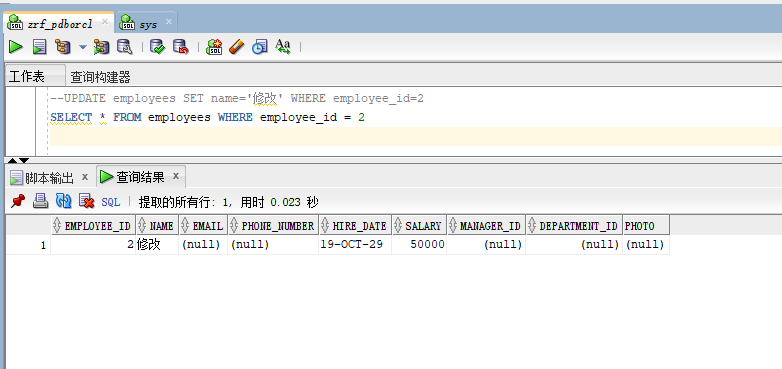 zrf_pdborcl × sys ×
SQL Aa
工作表 查询构建器
--UPDATE employees SET name='修改' WHERE employee_id=2
SELECT * FROM employees WHERE employee_id = 2
脚本输出 x 查询结果 x
SQL | 提取的所有行: 1, 用时 0.023 秒
EMPLOYEE_ID NAME EMAIL PHONE_NUMBER HIRE_DATE SALARY MANAGER_ID DEPARTMENT_ID PHOTO
1 2 修改 (null) (null) 19-OCT-29 50000 (null) (null) (null)